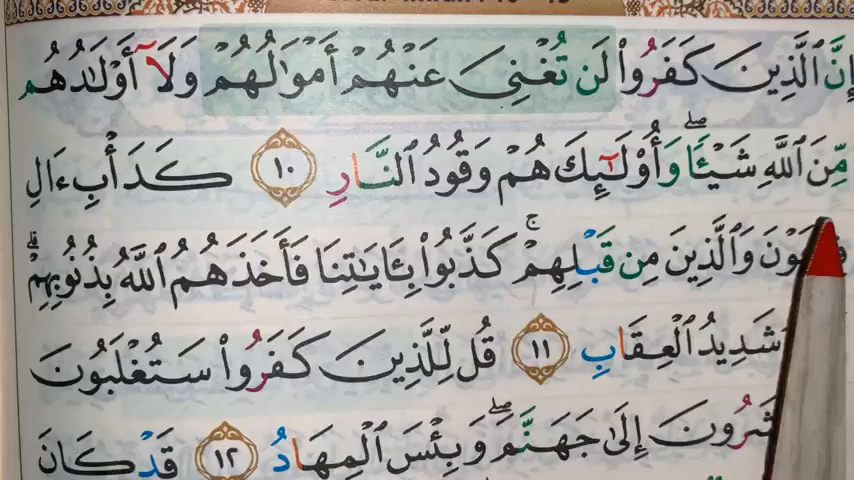 إِنَّ ٱلَّذِينَ كَفَرُوا۟ لَن تُغْنِىَ عَنْهُمْ أَمْوَٰلُهُمْ وَلَآ أَوْلَـٰدُهُم
مِّنَ ٱللَّهِ شَيْـًٔا ۖ وَأُو۟لَـٰٓئِكَ هُمْ وَقُودُ ٱلنَّارِ ١٠ كَدَأْبِ ءَالِ
وَٱلَّذِينَ مِن قَبْلِهِمْ ۚ كَذَّبُوا۟ بِـَٔايَـٰتِنَا فَأَخَذَهُمُ ٱللَّهُ بِذُنُوبِهِمْ ۗ
شَدِيدُ ٱلْعِقَابِ ١١ قُل لِّلَّذِينَ كَفَرُوا۟ سَتُغْلَبُونَ
إِلَىٰ جَهَنَّمَ ۖ وَبِئْسَ ٱلْمِهَادُ ١٢ قَدْ كَانَ